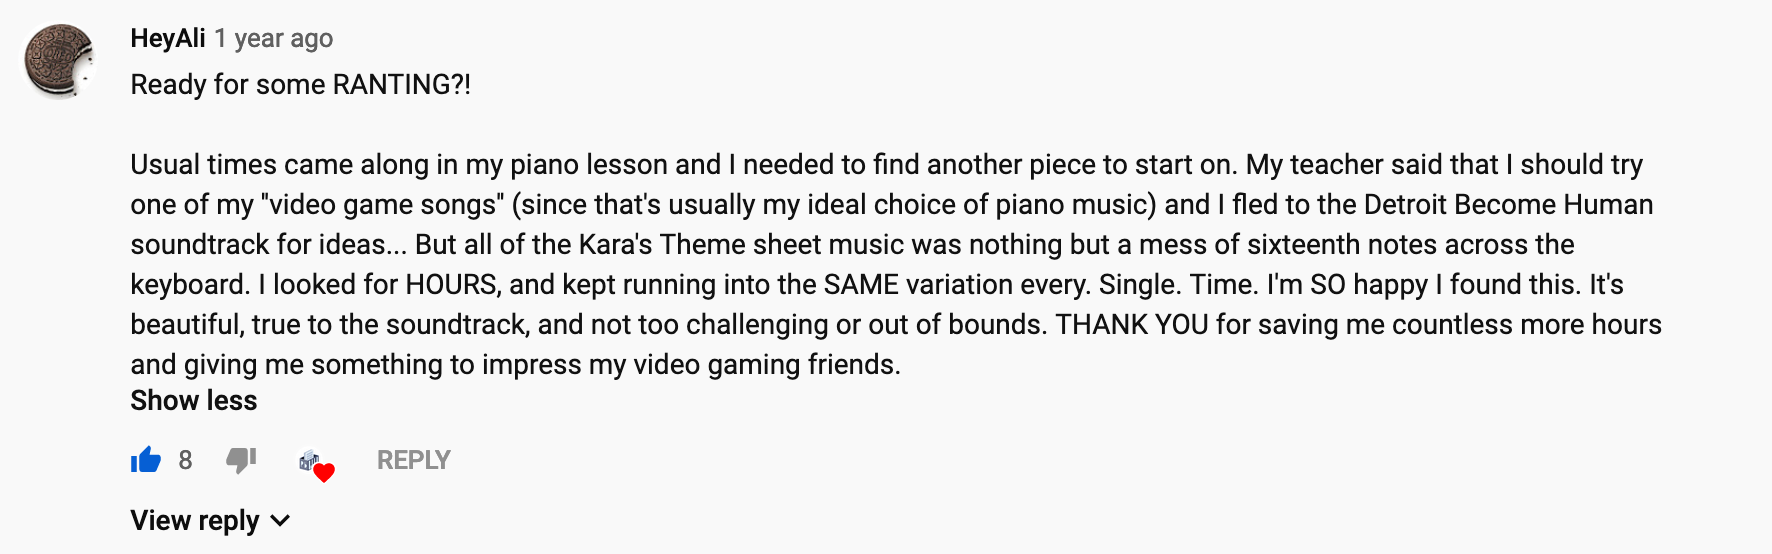 HeyAli 1 year ago
Ready for some RANTING?!
Usual times came along in my piano lesson and I needed to find another piece to start on. My teacher said that I should try
one of my "video game songs" (since that's usually my ideal choice of piano music) and I fled to the Detroit Become Human
soundtrack for ideas... But all of the Kara's Theme sheet music was nothing but a mess of sixteenth notes across the
keyboard. I looked for HOURS, and kept running into the SAME variation every. Single. Time. I'm SO happy I found this. It's
beautiful, true to the soundtrack, and not too challenging or out of bounds. THANK YOU for saving me countless more hours
and giving me something to impress my video gaming friends.
Show less
8 REPLY
View reply